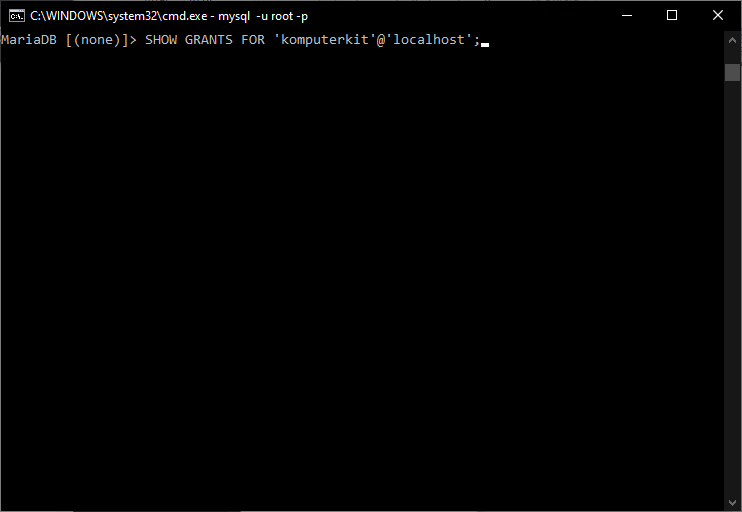 C:\WINDOWS\system32\cmd.exe - mysql -u root -p
MariaDB [(none)]> SHOW GRANTS FOR 'komputerkit'@'localhost';